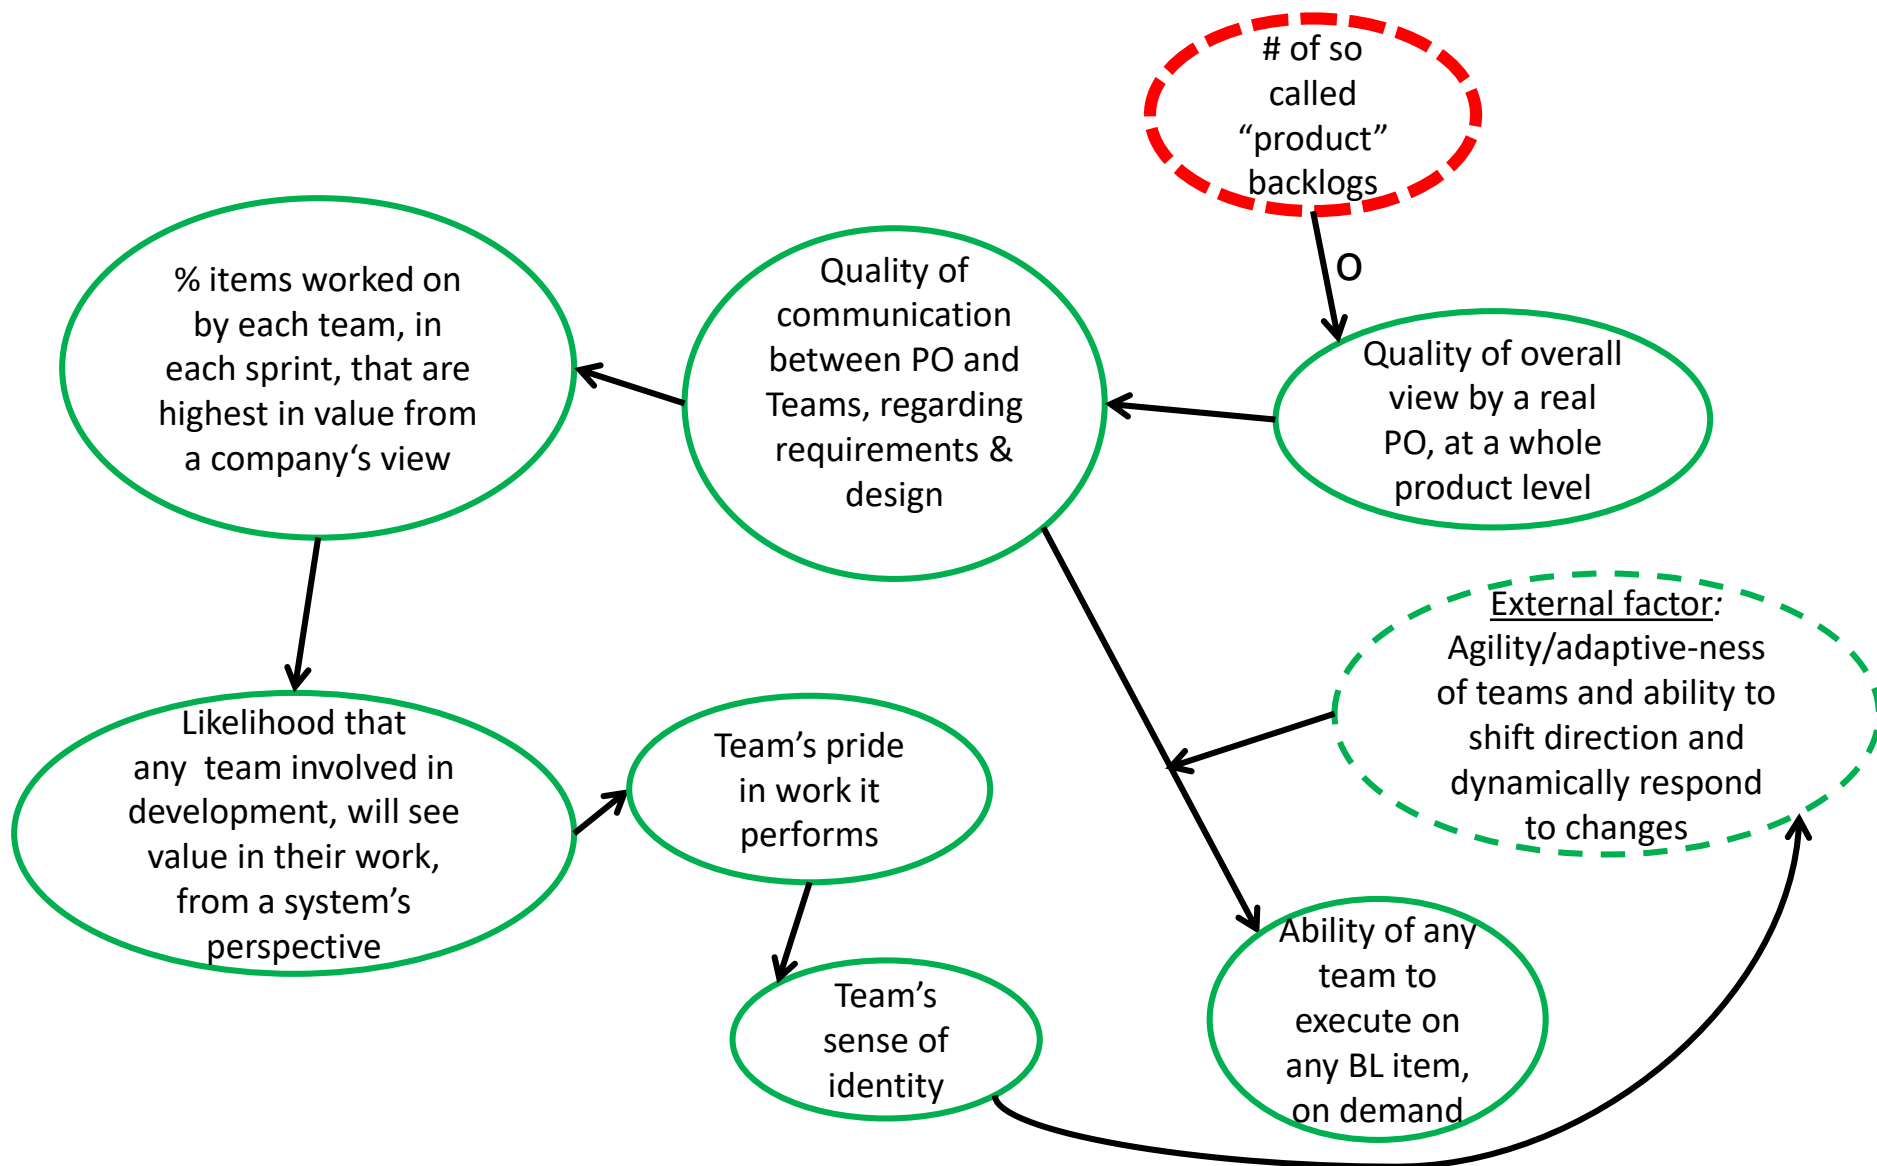 # of so
called
“product”
backlogs
O
% items worked on
by each team, in
each sprint, that are
highest in value from
a company‘s view
Quality of
communication
between PO and
Teams, regarding
requirements &
design
Quality of overall
view by a real
PO, at a whole
product level
External factor:
Agility/adaptive-ness
of teams and ability to
shift direction and
dynamically respond
to changes
Likelihood that
any  team involved in
development, will see
value in their work,
from a system’s
perspective
Team’s pride
in work it
performs
Team’s
sense of
identity
Ability of any
team to
execute on
any BL item,
on demand